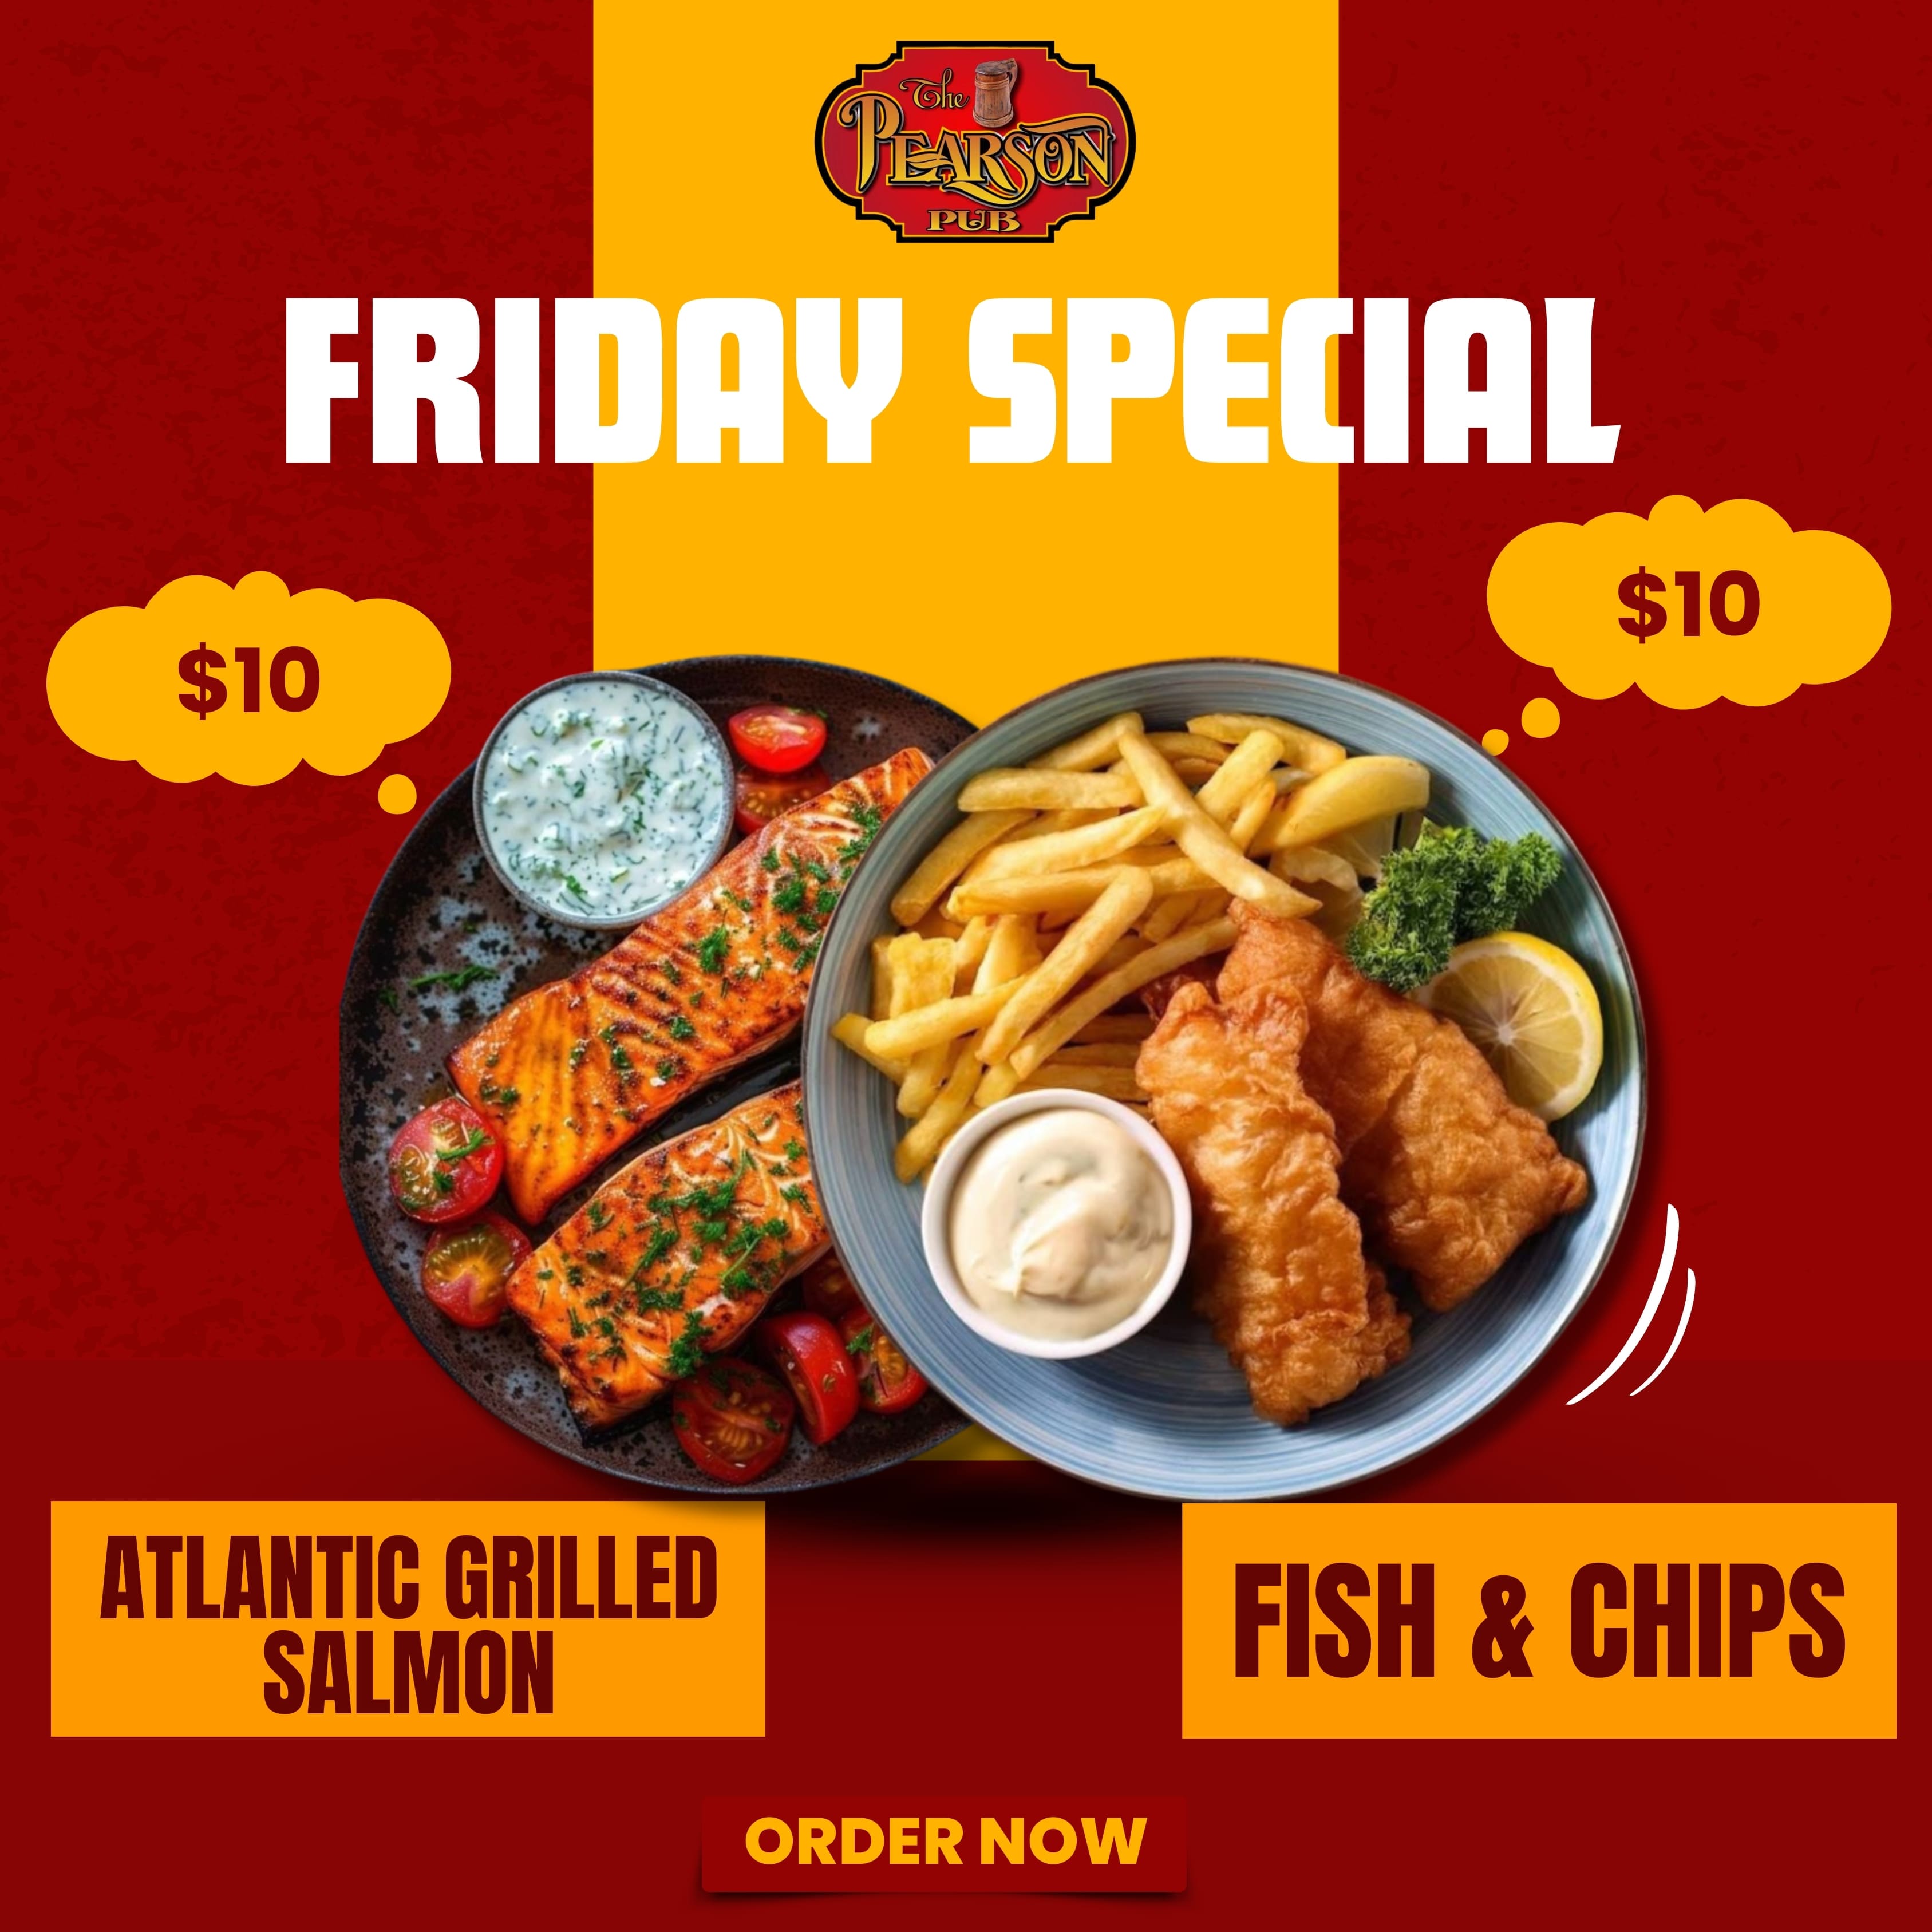 The
PEARSON
PUB
FRIDAY SPECIAL
$10
$10
ATLANTIC GRILLED
SALMON
FISH & CHIPS
ORDER NOW